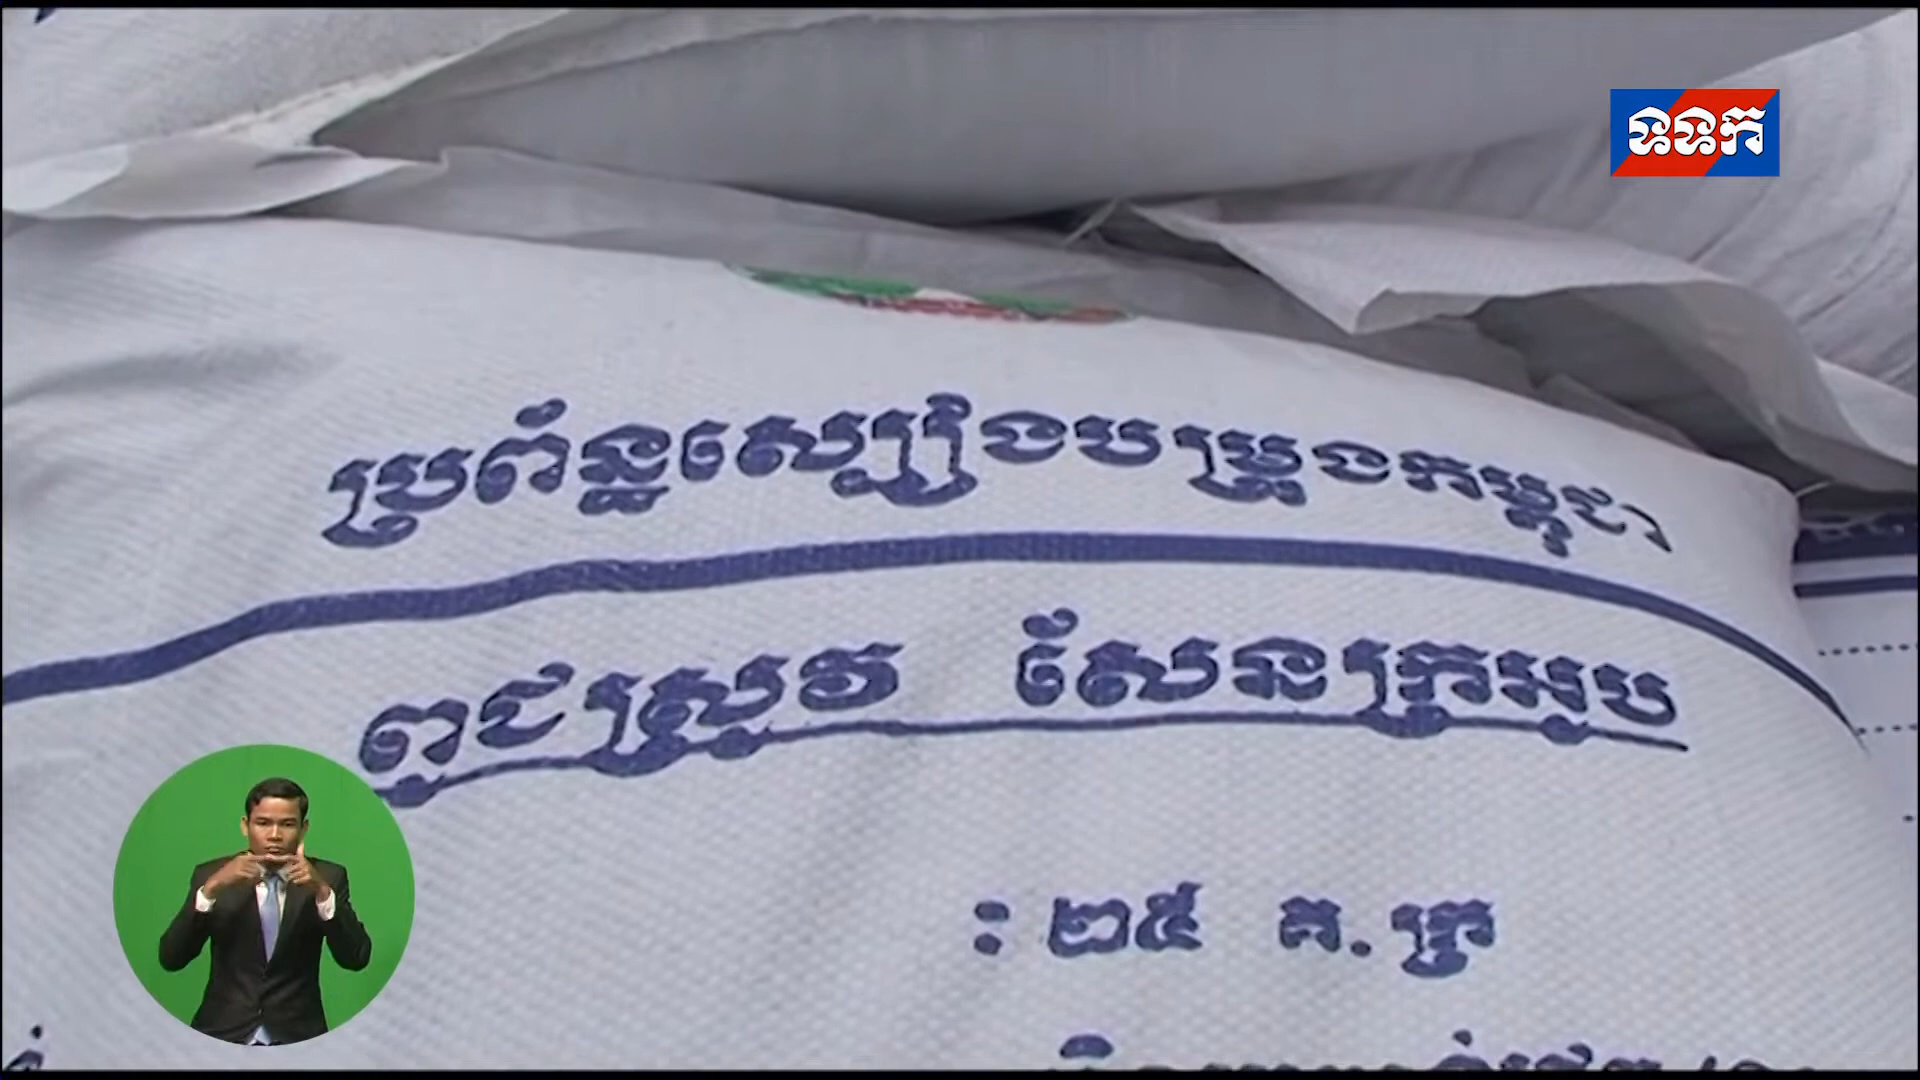 ទទក
ប្រព័ន្ធស្បៀងបម្រុងកម្ពុជា
ពូជស្រូវ សែនក្រអូប
: ២៥ គ.ក្រ